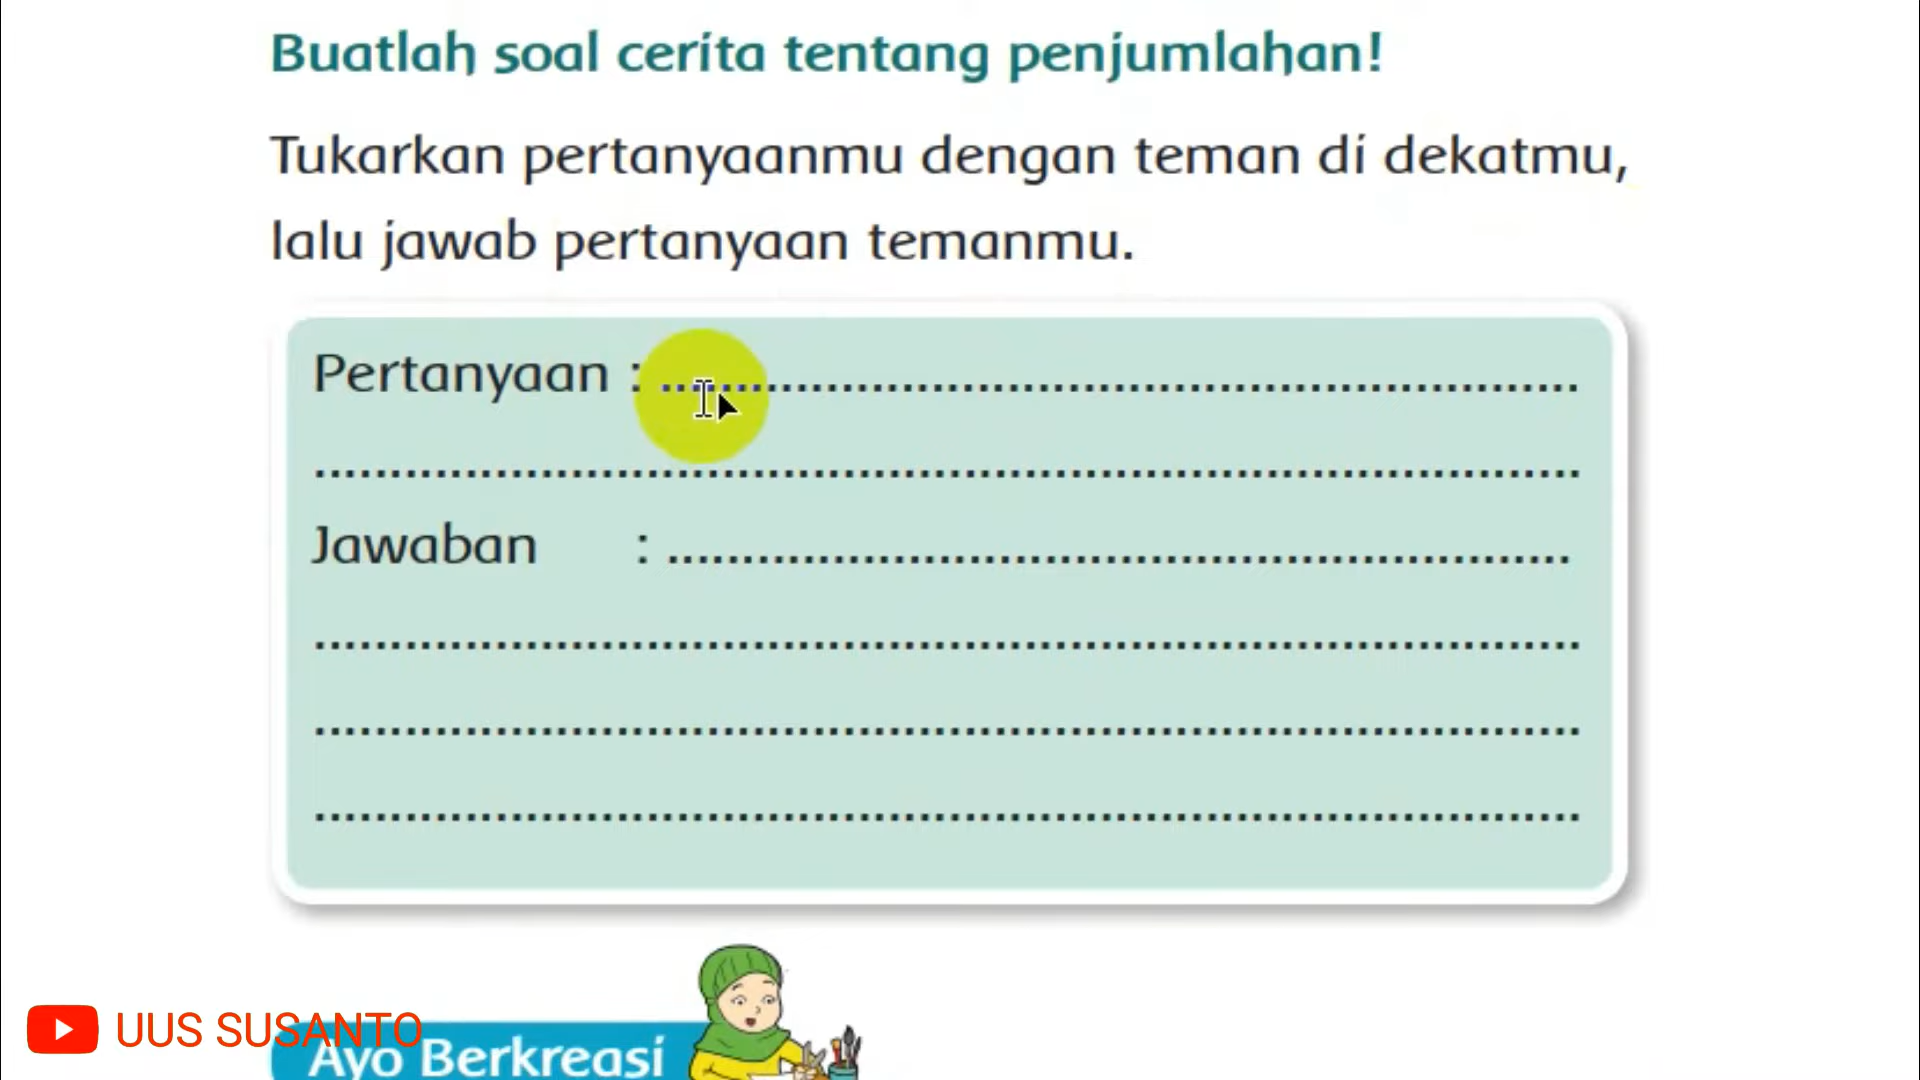 Buatlah soal cerita tentang penjumlahan!
Tukarkan pertanyaanmu dengan teman di dekatmu,
lalu jawab pertanyaan temanmu.
Pertanyaan : .............................................................
....................................................................................
Jawaban : ............................................................
....................................................................................
....................................................................................
....................................................................................
UUS SUSANTO
Ayo Berkreasi